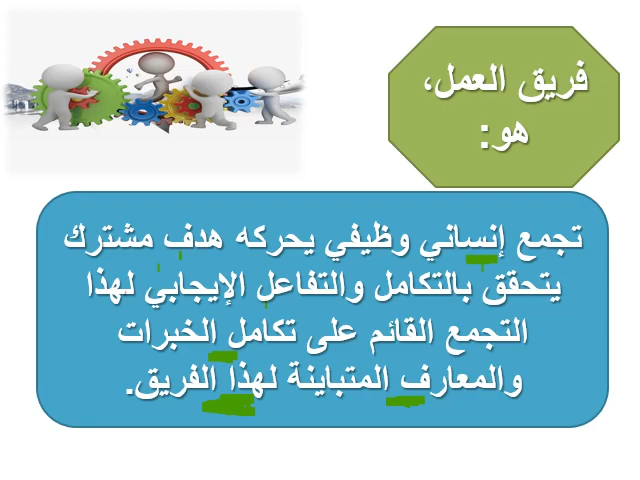 فريق العمل،
هو:
تجمع إنساني وظيفي يحركه هدف مشترك
يتحقق بالتكامل والتفاعل الإيجابي لهذا
التجمع القائم على تكامل الخبرات
والمعارف المتباينة لهذا الفريق.